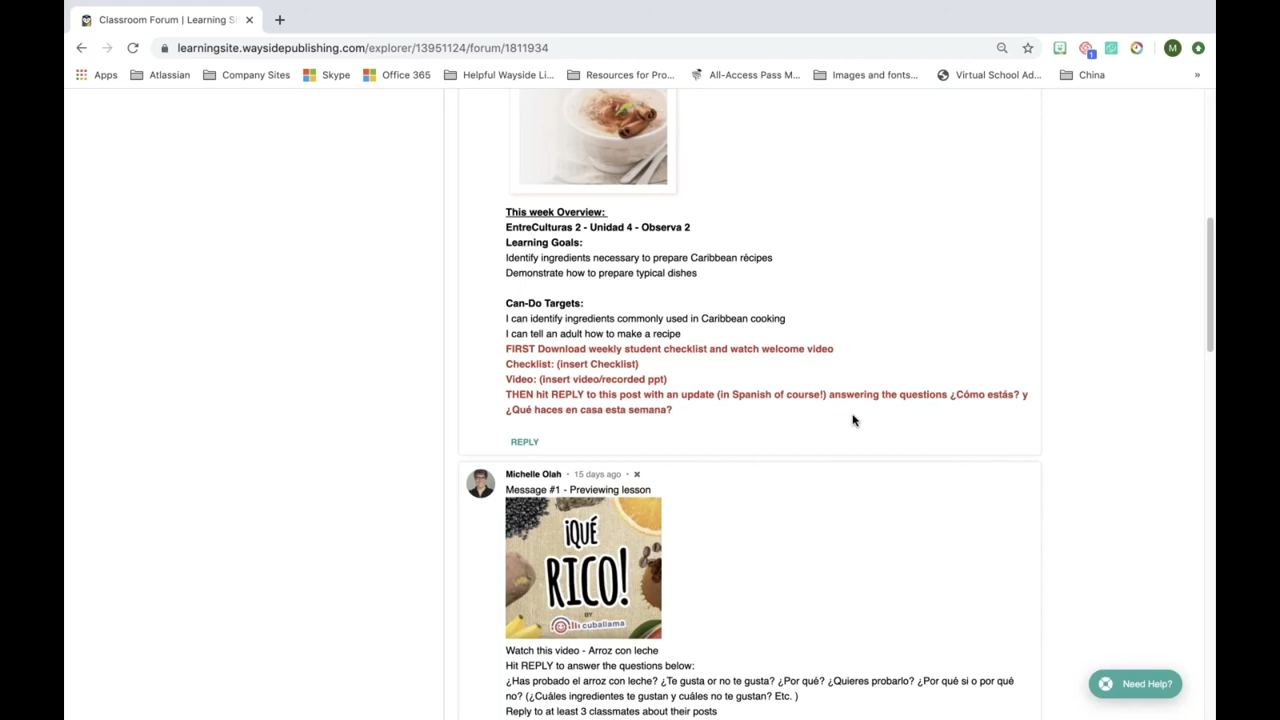 Classroom Forum | Learning Si
learningsite.waysidepublishing.com/explorer/13951124/forum/1811934
1
M
Apps Atlassian Company Sites Skype Office 365 Helpful Wayside Li... Resources for Pro... All-Access Pass M... Images and fonts... Virtual School Ad... China »
This week Overview:
EntreCulturas 2 - Unidad 4 - Observa 2
Learning Goals:
Identify ingredients necessary to prepare Caribbean rècipes
Demonstrate how to prepare typical dishes
Can-Do Targets:
I can identify ingredients commonly used in Caribbean cooking
I can tell an adult how to make a recipe
FIRST Download weekly student checklist and watch welcome video
Checklist: (insert Checklist)
Video: (insert video/recorded ppt)
THEN hit REPLY to this post with an update (in Spanish of course!) answering the questions ¿Cómo estás? y
¿Qué haces en casa esta semana?
REPLY
Michelle Olah • 15 days ago •
Message #1 - Previewing lesson
¡QUÉ
RICO!
BY
cuballama
Watch this video - Arroz con leche
Hit REPLY to answer the questions below:
¿Has probado el arroz con leche? ¿Te gusta or no te gusta? ¿Por qué? ¿Quieres probarlo? ¿Por qué si o por qué
no? (¿Cuáles ingredientes te gustan y cuáles no te gustan? Etc. )
Reply to at least 3 classmates about their posts
Need Help?